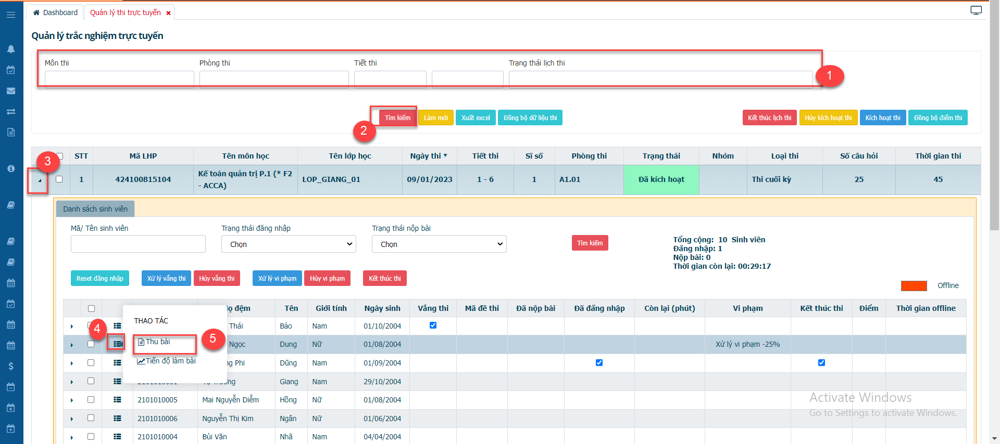 Dashboard
Quản lý thi trực tuyến
Quản lý trắc nghiệm trực tuyến
Môn thi
Phòng thi
Tiết thi
Trạng thái lịch thi
1
Tìm kiếm
Làm mới
Xuất excel
Đồng bộ dữ liệu thi
Kết thúc lịch thi
Hủy kích hoạt thi
Kích hoạt thi
Đồng bộ điểm thi
2
3
STT Mã LHP Tên môn học Tên lớp học Ngày thi Tiết thi Sĩ số Phòng thi Trạng thái Nhóm Loại thi Số câu hỏi Thời gian thi
1 424100815104 Kế toán quản trị P.1 (* F2 - ACCA) LOP_GIANG_01 09/01/2023 1 - 6 1 A1.01 Đã kích hoạt Thi cuối kỳ 25 45
Danh sách sinh viên
Mã/ Tên sinh viên
Trạng thái đăng nhập
Trạng thái nộp bài
Chọn
Chọn
Tìm kiếm
Tổng cộng: 10 Sinh viên
Đăng nhập: 1
Nộp bài: 0
Thời gian còn lại: 00:29:17
Reset đăng nhập
Xử lý vắng thi
Hủy vắng thi
Xử lý vi phạm
Hủy vi phạm
Kết thúc thi
Offline
đệm Tên Giới tính Ngày sinh Vắng thi Mã đề thi Đã nộp bài Đã đăng nhập Còn lại (phút) Vi phạm Kết thúc thi Điểm Thời gian offline
THAO TÁC
4
Thu bài
5
Tiến độ làm bài
Thái Bảo Nam 01/10/2004
Ngọc Dung Nữ 01/08/2004 Xử lý vi phạm -25%
Phi Dũng Nam 01/09/2004
Giang Nam 29/10/2004
2101010005 Mai Nguyễn Diễm Hồng Nữ 01/08/2004
2101010006 Nguyễn Thị Kim Ngân Nữ 01/06/2004
2101010004 Bùi Văn Nhã Nam 04/04/2004
Activate Windows
Go to Settings to activate Windows.